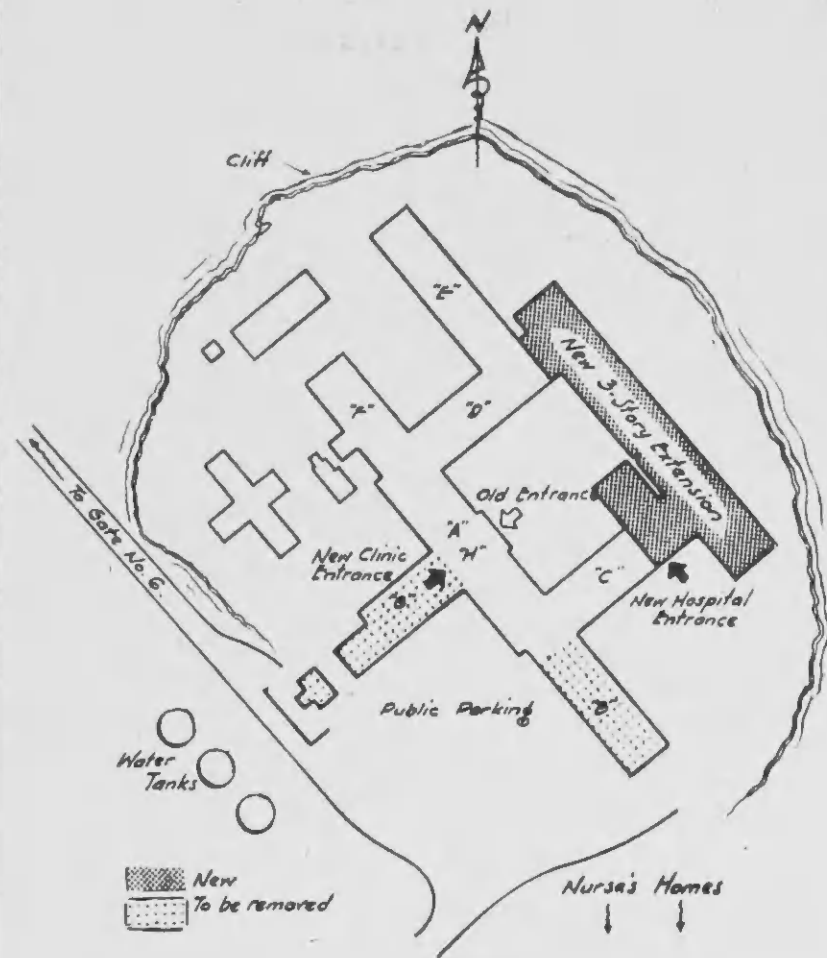 N
Cliff
"E"
New 3-Story Extension
"F"
"D"
Old Entrance
"A"
"H"
To Gate No. 6
New Clinic
Entrance
"C"
"G"
New Hospital
Entrance
Public Parking
"B"
Water
Tanks
New
To be removed
Nurse's Homes